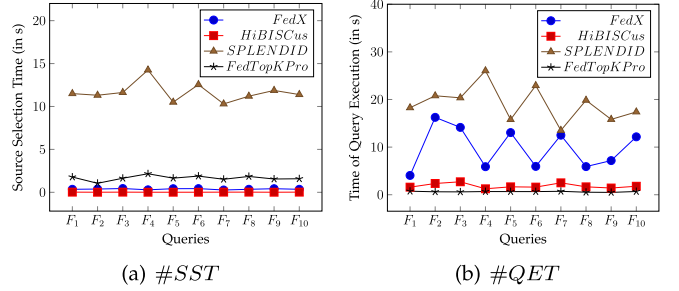 20
15
10
5
0
Source Selection Time (in s)
FedX
HiBISCus
SPLENDID
FedTopKPro
F1 F2 F3 F4 F5 F6 F7 F8 F9 F10
Queries
(a) #SST
40
30
20
10
0
Time of Query Execution (in s)
FedX
HiBISCus
SPLENDID
FedTopKPro
F1 F2 F3 F4 F5 F6 F7 F8 F9 F10
Queries
(b) #QET